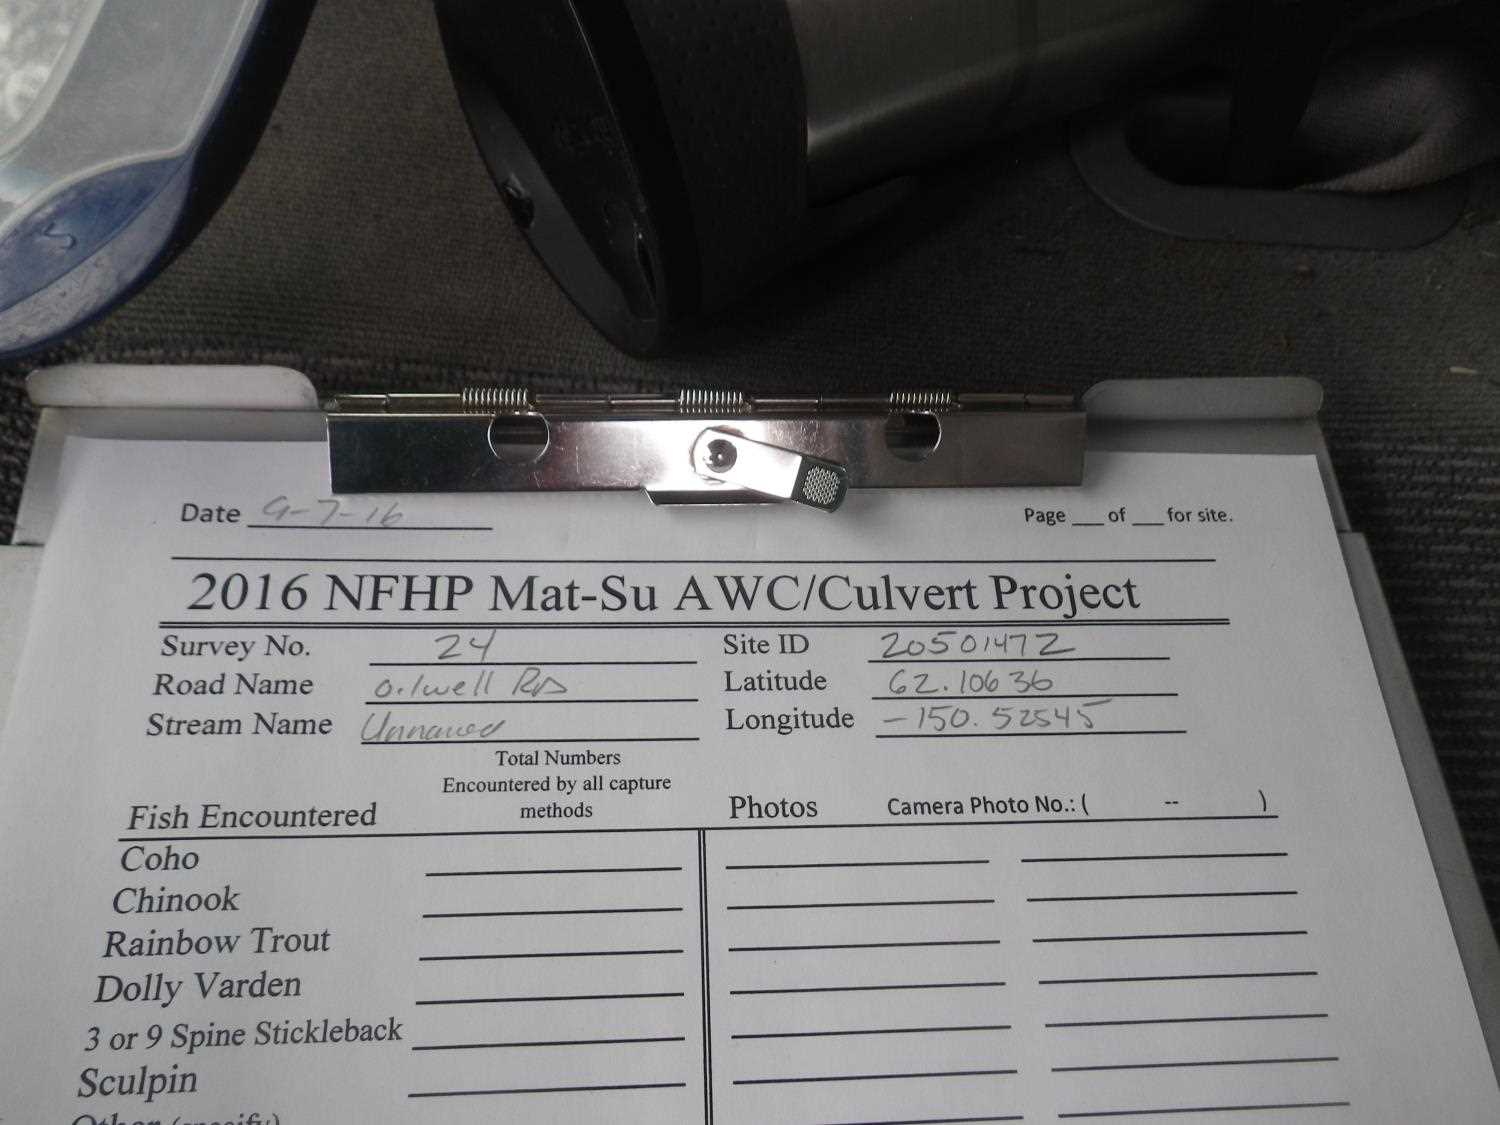 Date 9-7-16 Page ___ of ___ for site.
2016 NFHP Mat-Su AWC/Culvert Project
Survey No. 24 Site ID 20501472
Road Name Oilwell RD Latitude 62.10636
Stream Name Unnamed Longitude -150.52545
Total Numbers
Encountered by all capture
methods
Fish Encountered Photos Camera Photo No.: ( -- )
Coho
Chinook
Rainbow Trout
Dolly Varden
3 or 9 Spine Stickleback
Sculpin
Other (specify)